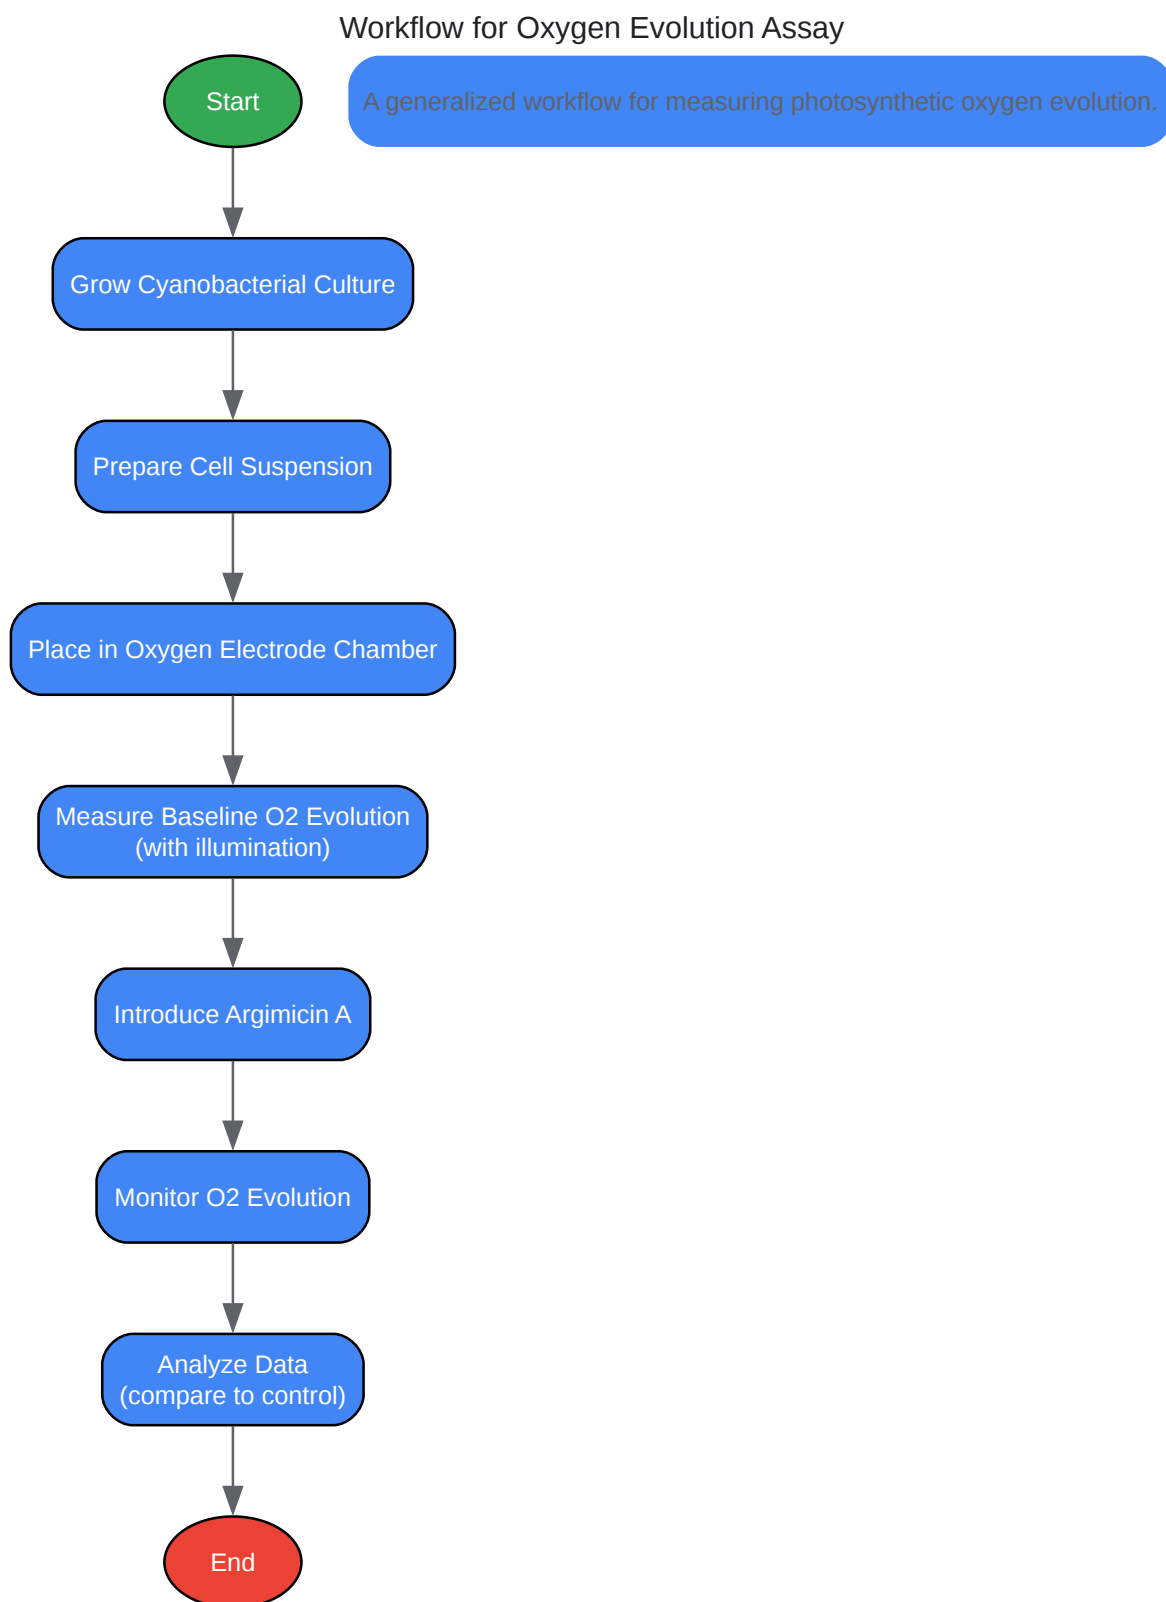 Workflow for Oxygen Evolution Assay
Start
A generalized workflow for measuring photosynthetic oxygen evolution.
Grow Cyanobacterial Culture
Prepare Cell Suspension
Place in Oxygen Electrode Chamber
Measure Baseline O2 Evolution
(with illumination)
Introduce Argimicin A
Monitor O2 Evolution
Analyze Data
(compare to control)
End